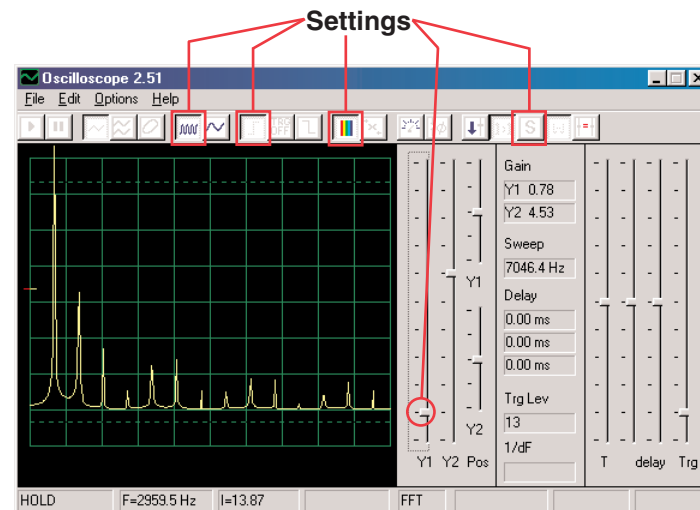 Settings
Oscilloscope 2.51
File Edit Options Help
TRG
OFF
S
Gain
Y1 0.78
Y2 4.53
Sweep
7046.4 Hz
Y1
Delay
0.00 ms
0.00 ms
0.00 ms
Trg Lev
13
Y2
1/dF
Y1 Y2 Pos T delay Trg
HOLD F=2959.5 Hz I=13.87 FFT